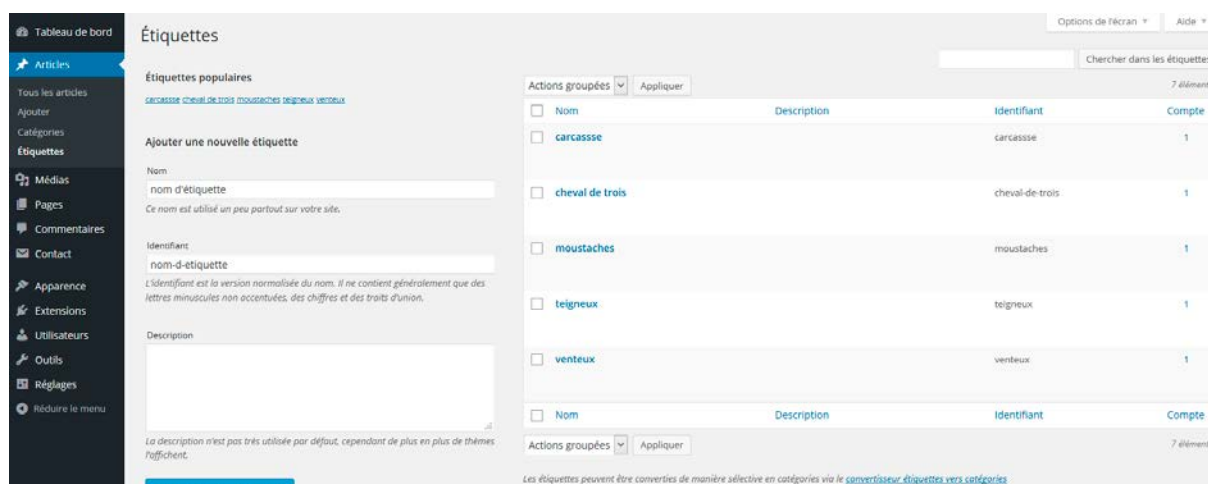 Tableau de bord
Articles
Tous les articles
Ajouter
Catégories
Étiquettes
Médias
Pages
Commentaires
Contact
Apparence
Extensions
Utilisateurs
Outils
Réglages
Réduire le menu
Options de l'écran
Aide
Étiquettes
Étiquettes populaires
carcassse cheval de trois moustaches teigneux venteux
Ajouter une nouvelle étiquette
Nom
nom d'étiquette
Ce nom est utilisé un peu partout sur votre site.
Identifiant
nom-d-etiquette
L'identifiant est la version normalisée du nom. Il ne contient généralement que des
lettres minuscules non accentuées, des chiffres et des traits d'union.
Description
La description n'est pas très utilisée par défaut, cependant de plus en plus de thèmes
l'affichent.
Chercher dans les étiquettes
Actions groupées Appliquer 7 élément
Nom Description Identifiant Compte
carcassse carcassse 1
cheval de trois cheval-de-trois 1
moustaches moustaches 1
teigneux teigneux 1
venteux venteux 1
Nom Description Identifiant Compte
Actions groupées Appliquer 7 élément
Les étiquettes peuvent être converties de manière sélective en catégories via le convertisseur étiquettes vers catégories